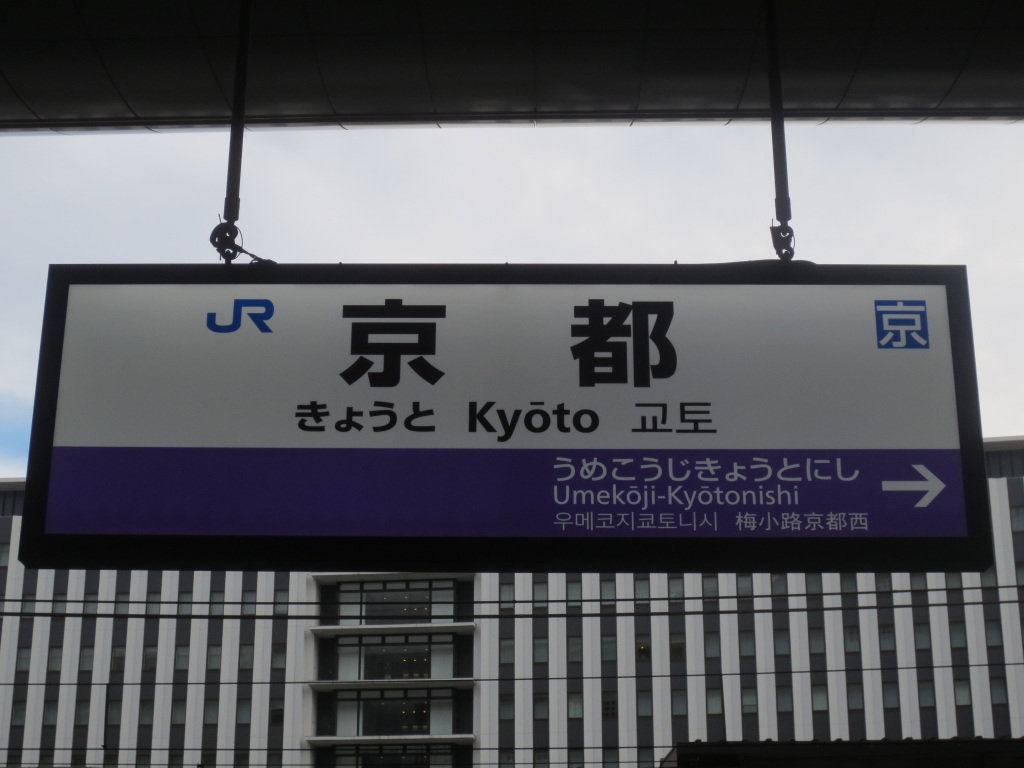 JR 京都 京
きょうと Kyōto 교토
うめこうじきょうとにし
Umekōji-Kyōtonishi
우메코지쿄토니시 梅小路京都西